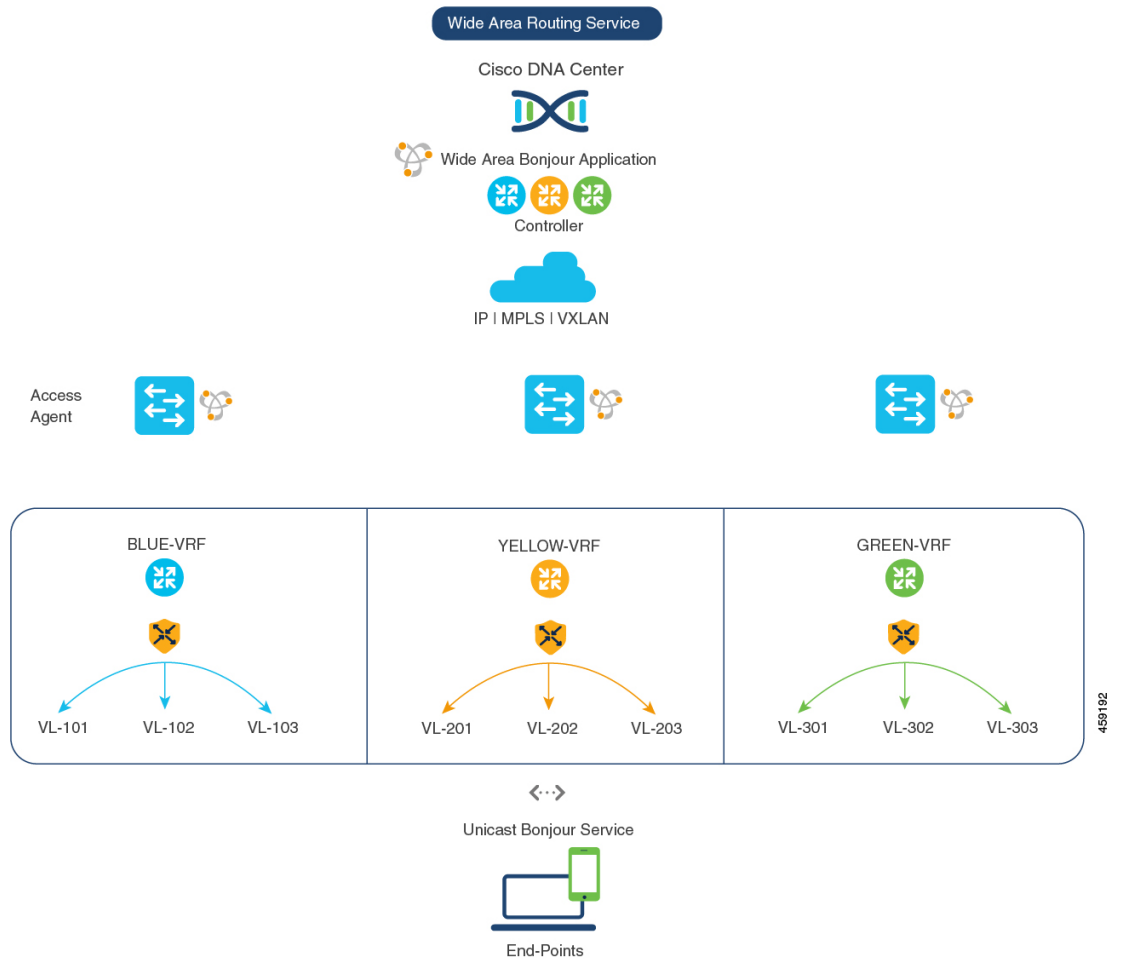 Wide Area Routing Service
Cisco DNA Center
Wide Area Bonjour Application
Controller
IP | MPLS | VXLAN
Access
Agent
BLUE-VRF
YELLOW-VRF
GREEN-VRF
VL-101
VL-102
VL-103
VL-201
VL-202
VL-203
VL-301
VL-302
VL-303
459192
Unicast Bonjour Service
End-Points